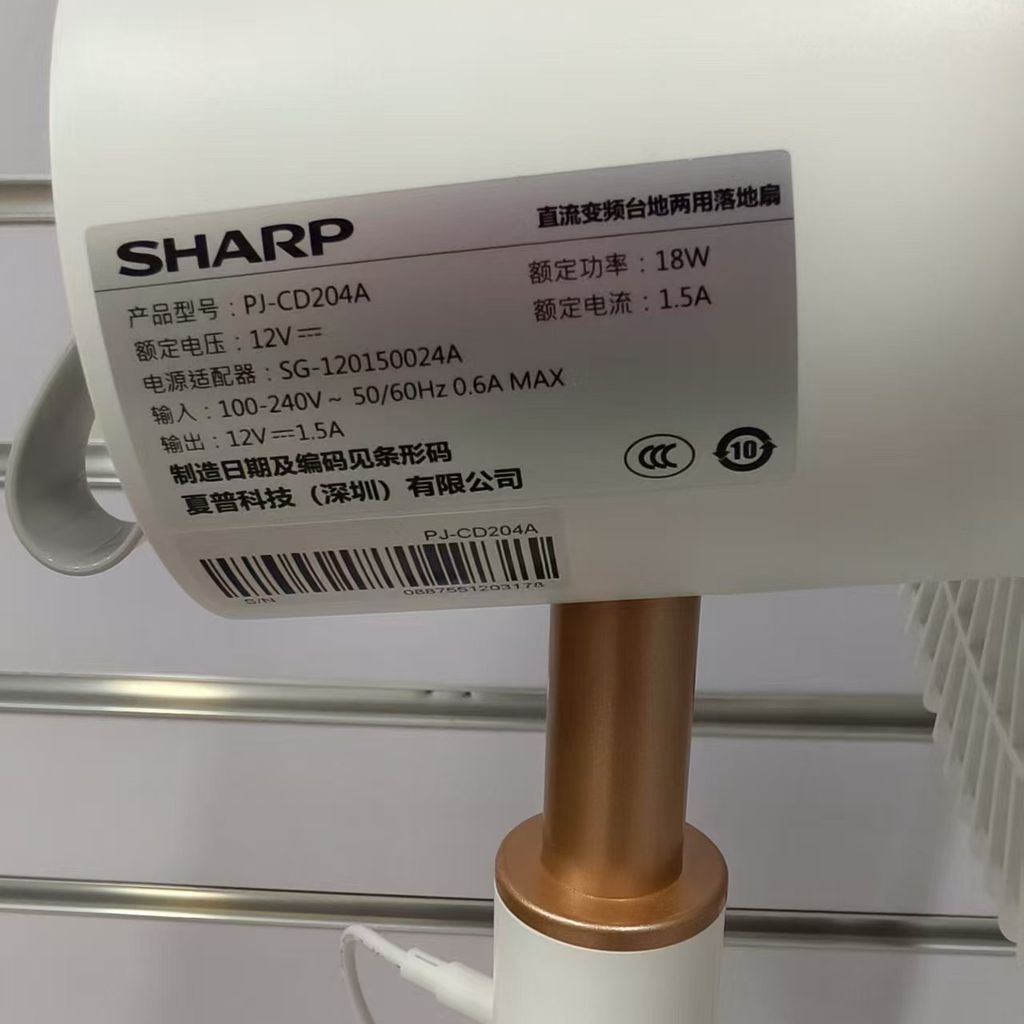 SHARP
直流变频台地两用落地扇
产品型号：PJ-CD204A
额定功率：18W
额定电压：12V⎓
额定电流：1.5A
电源适配器：SG-120150024A
输入：100-240V～ 50/60Hz 0.6A MAX
输出：12V⎓1.5A
制造日期及编码见条形码
夏普科技（深圳）有限公司
CCC
10
PJ-CD204A
S/N
0887551203178